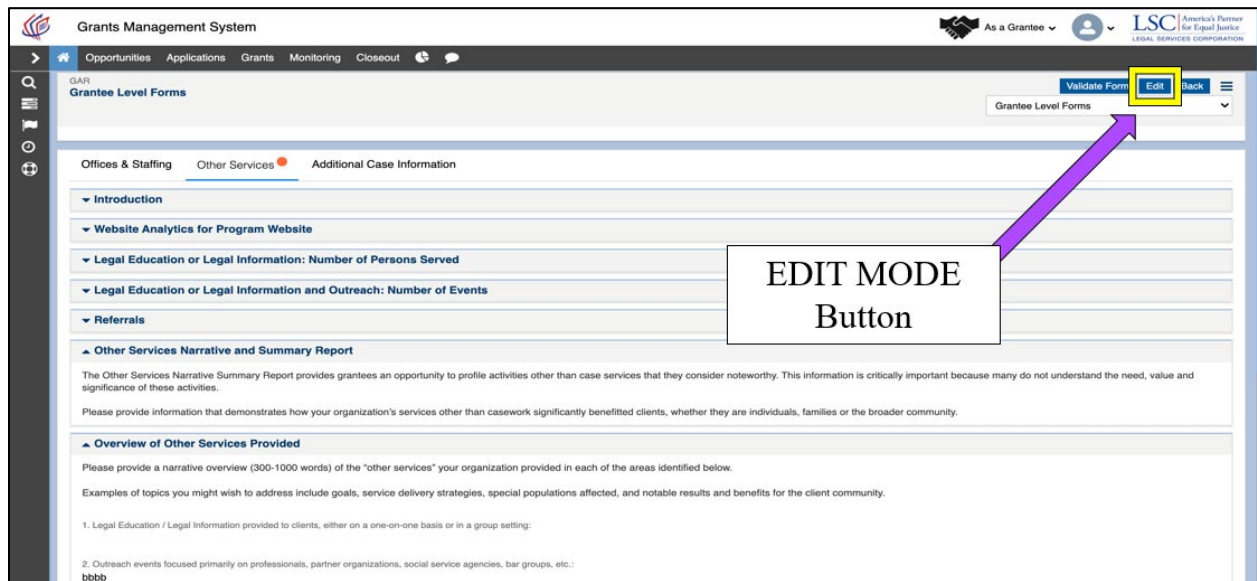 Grants Management System
As a Grantee
LSC America's Partner for Equal Justice
LEGAL SERVICES CORPORATION
Opportunities Applications Grants Monitoring Closeout
GAR
Grantee Level Forms
Validate Form Edit Back
Grantee Level Forms
Offices & Staffing Other Services Additional Case Information
Introduction
Website Analytics for Program Website
Legal Education or Legal Information: Number of Persons Served
Legal Education or Legal Information and Outreach: Number of Events
EDIT MODE
Button
Referrals
Other Services Narrative and Summary Report
The Other Services Narrative Summary Report provides grantees an opportunity to profile activities other than case services that they consider noteworthy. This information is critically important because many do not understand the need, value and
significance of these activities.
Please provide information that demonstrates how your organization's services other than casework significantly benefitted clients, whether they are individuals, families or the broader community.
Overview of Other Services Provided
Please provide a narrative overview (300-1000 words) of the "other services" your organization provided in each of the areas identified below.
Examples of topics you might wish to address include goals, service delivery strategies, special populations affected, and notable results and benefits for the client community.
1. Legal Education / Legal Information provided to clients, either on a one-on-one basis or in a group setting:
2. Outreach events focused primarily on professionals, partner organizations, social service agencies, bar groups, etc.:
bbbb